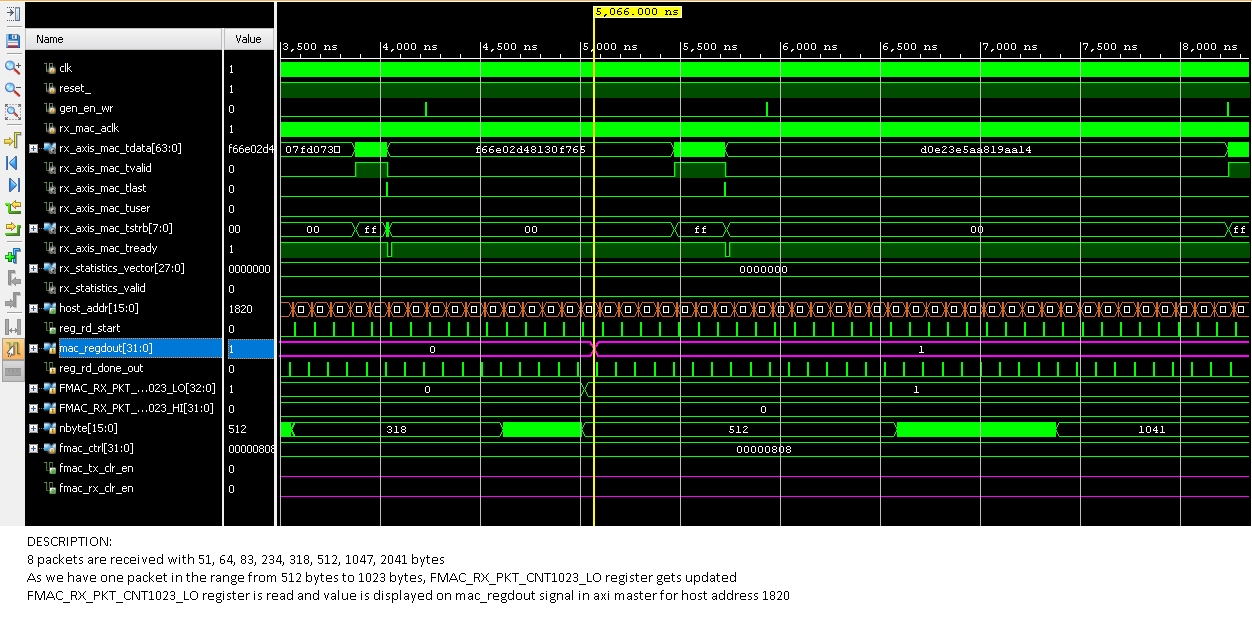 5,066.000 ns
Name Value
3,500 ns 4,000 ns 4,500 ns 5,000 ns 5,500 ns 6,000 ns 6,500 ns 7,000 ns 7,500 ns 8,000 ns
clk 1
reset_ 1
gen_en_wr 0
rx_mac_aclk 1
rx_axis_mac_tdata[63:0] f66e02d4 07fd073 f66e02d48130f765 d0e23e5aa819aa14
rx_axis_mac_tvalid 0
rx_axis_mac_tlast 0
rx_axis_mac_tuser 0
rx_axis_mac_tstrb[7:0] 00 00 ff 00 ff 00 ff
rx_axis_mac_tready 1
rx_statistics_vector[27:0] 0000000 0000000
rx_statistics_valid 0
host_addr[15:0] 1820
reg_rd_start 0
mac_regdout[31:0] 1 0 1
reg_rd_done_out 0
FMAC_RX_PKT_...023_LO[32:0] 1 0 1
FMAC_RX_PKT_...023_HI[31:0] 0 0
nbyte[15:0] 512 318 512 1041
fmac_ctrl[31:0] 00000808 00000808
fmac_tx_clr_en 0
fmac_rx_clr_en 0
DESCRIPTION:
8 packets are received with 51, 64, 83, 234, 318, 512, 1047, 2041 bytes
As we have one packet in the range from 512 bytes to 1023 bytes, FMAC_RX_PKT_CNT1023_LO register gets updated
FMAC_RX_PKT_CNT1023_LO register is read and value is displayed on mac_regdout signal in axi master for host address 1820